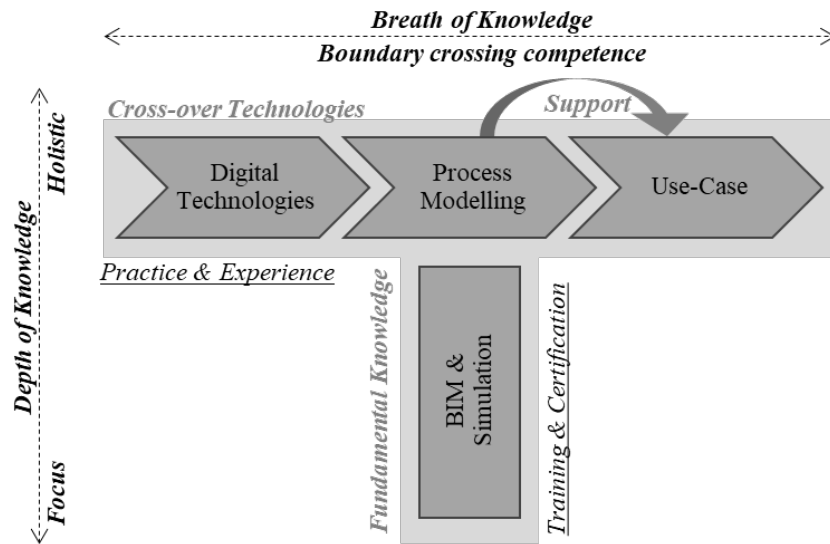 Breath of Knowledge
Boundary crossing competence
Cross-over Technologies
Support
Holistic
Digital
Technologies
Process
Modelling
Use-Case
Depth of Knowledge
Practice & Experience
Fundamental Knowledge
BIM &
Simulation
Training & Certification
Focus